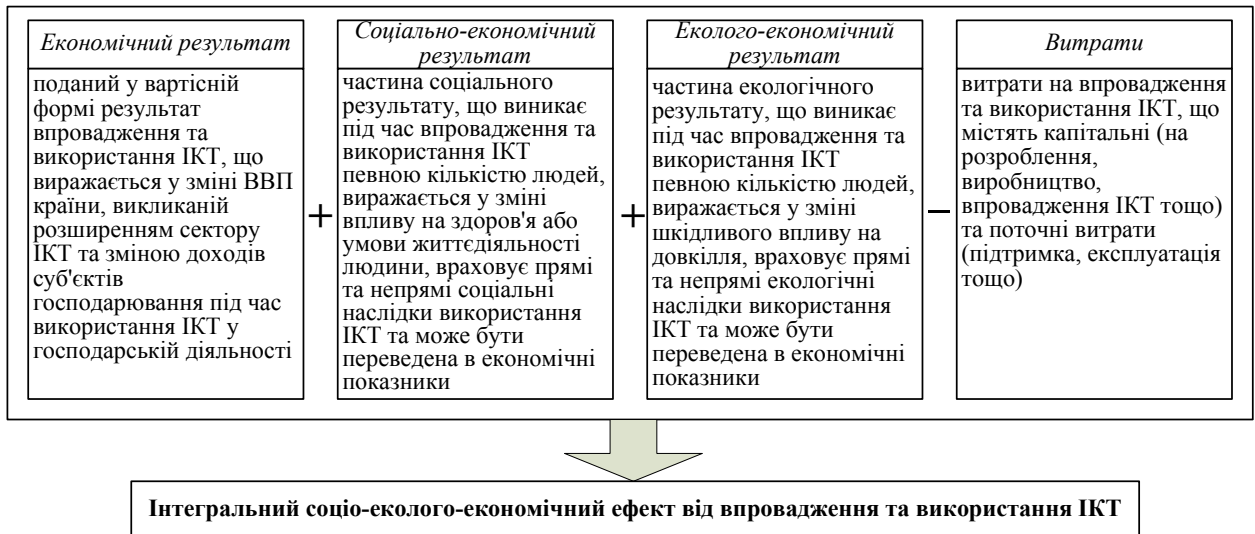 Економічний результат
поданий у вартісній
формі результат
впровадження та
використання ІКТ, що
виражається у зміні ВВП
країни, викликаній
розширенням сектору
ІКТ та зміною доходів
суб'єктів
господарювання під час
використання ІКТ у
господарській діяльності
+
Соціально-економічний
результат
частина соціального
результату, що виникає
під час впровадження та
використання ІКТ
певною кількістю людей,
виражається у зміні
впливу на здоров'я або
умови життєдіяльності
людини, враховує прямі
та непрямі соціальні
наслідки використання
ІКТ та може бути
переведена в економічні
показники
+
Еколого-економічний
результат
частина екологічного
результату, що виникає
під час впровадження та
використання ІКТ
певною кількістю людей,
виражається у зміні
шкідливого впливу на
довкілля, враховує прямі
та непрямі екологічні
наслідки використання
ІКТ та може бути
переведена в економічні
показники
−
Витрати
витрати на впровадження
та використання ІКТ, що
містять капітальні (на
розроблення,
виробництво,
впровадження ІКТ тощо)
та поточні витрати
(підтримка, експлуатація
тощо)
Інтегральний соціо-еколого-економічний ефект від впровадження та використання ІКТ